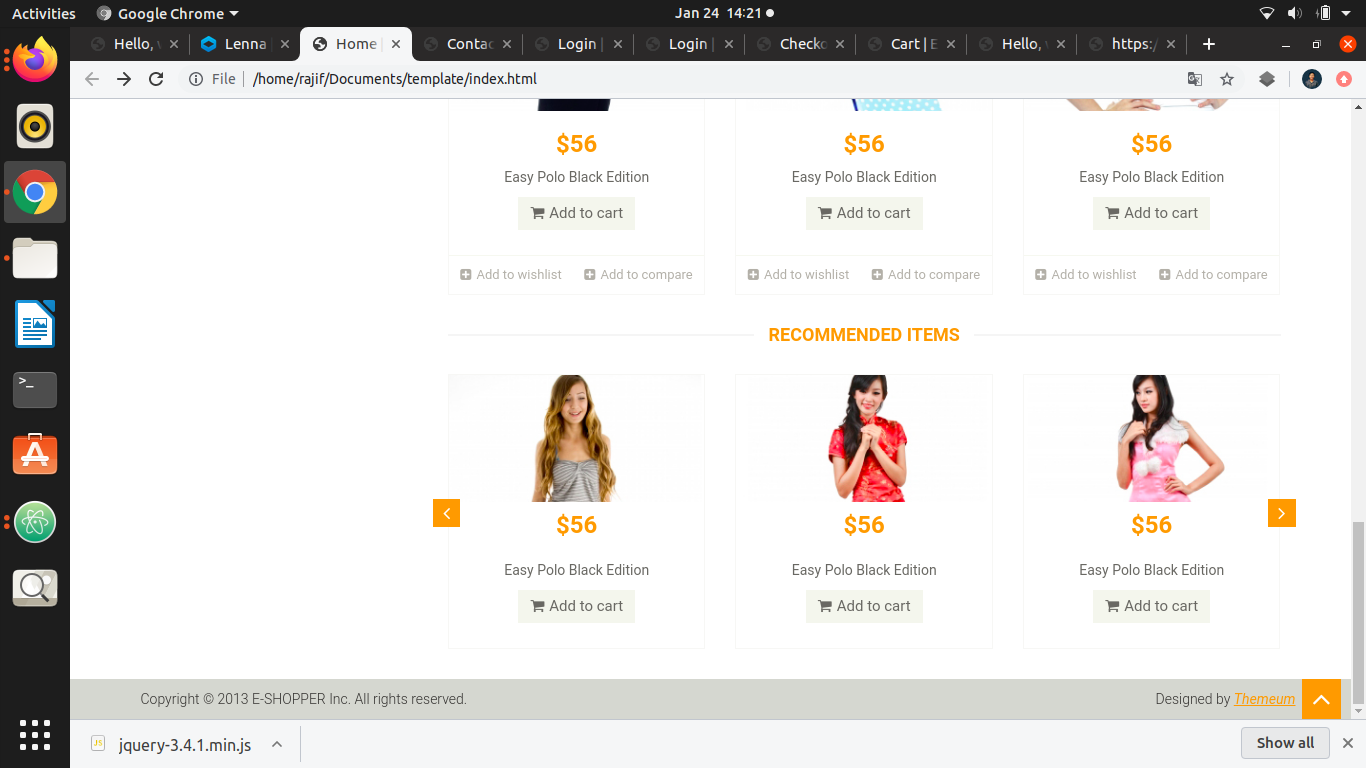 Activities Google Chrome Jan 24 14:21
Hello, Lenna Home Contac Login | Login | Checko Cart | E Hello, https:/
File /home/rajif/Documents/template/index.html
$56 $56 $56
Easy Polo Black Edition Easy Polo Black Edition Easy Polo Black Edition
Add to cart Add to cart Add to cart
Add to wishlist Add to compare Add to wishlist Add to compare Add to wishlist Add to compare
RECOMMENDED ITEMS
$56 $56 $56
Easy Polo Black Edition Easy Polo Black Edition Easy Polo Black Edition
Add to cart Add to cart Add to cart
Copyright © 2013 E-SHOPPER Inc. All rights reserved. Designed by Themeum
jquery-3.4.1.min.js Show all